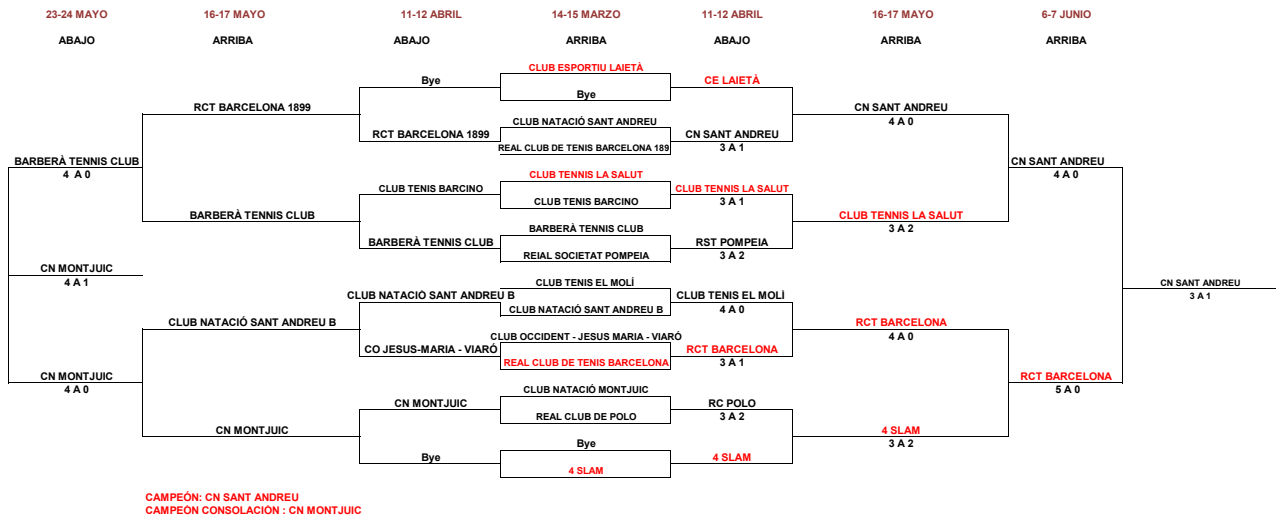 23-24 MAYO 16-17 MAYO 11-12 ABRIL 14-15 MARZO 11-12 ABRIL 16-17 MAYO 6-7 JUNIO
ABAJO ARRIBA ABAJO ARRIBA ABAJO ARRIBA ARRIBA
CLUB ESPORTIU LAIETÀ
Bye CE LAIETÀ
Bye
RCT BARCELONA 1899 CN SANT ANDREU
4 A 0
CLUB NATACIÓ SANT ANDREU
RCT BARCELONA 1899 CN SANT ANDREU
REAL CLUB DE TENIS BARCELONA 189 3 A 1
BARBERÀ TENNIS CLUB CN SANT ANDREU
4 A 0 4 A 0
CLUB TENNIS LA SALUT
CLUB TENIS BARCINO CLUB TENNIS LA SALUT
CLUB TENIS BARCINO 3 A 1
BARBERÀ TENNIS CLUB CLUB TENNIS LA SALUT
3 A 2
BARBERÀ TENNIS CLUB
BARBERÀ TENNIS CLUB RST POMPEIA
REIAL SOCIETAT POMPEIA 3 A 2
CN MONTJUIC
4 A 1
CLUB TENIS EL MOLÍ
CN SANT ANDREU
3 A 1
CLUB NATACIÓ SANT ANDREU B CLUB TENIS EL MOLÍ
CLUB NATACIÓ SANT ANDREU B 4 A 0
CLUB NATACIÓ SANT ANDREU B RCT BARCELONA
4 A 0
CLUB OCCIDENT - JESUS MARIA - VIARÓ
CO JESUS-MARIA - VIARÓ RCT BARCELONA
REAL CLUB DE TENIS BARCELONA 3 A 1
CN MONTJUIC RCT BARCELONA
4 A 0 5 A 0
CLUB NATACIÓ MONTJUIC
CN MONTJUIC RC POLO
REAL CLUB DE POLO 3 A 2
CN MONTJUIC 4 SLAM
3 A 2
Bye
Bye 4 SLAM
4 SLAM
CAMPEÓN: CN SANT ANDREU
CAMPEÓN CONSOLACIÓN : CN MONTJUIC